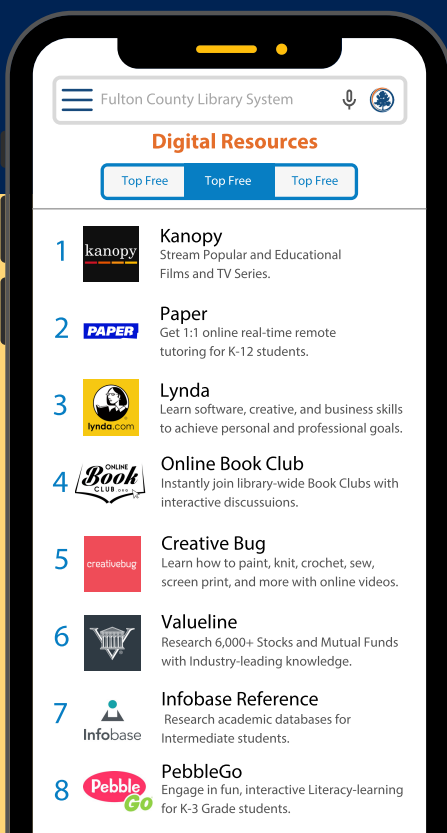 Fulton County Library System
Digital Resources
Top Free Top Free Top Free
1
kanopy
Kanopy
Stream Popular and Educational
Films and TV Series.
2
PAPER
Paper
Get 1:1 online real-time remote
tutoring for K-12 students.
3
lynda.com
Lynda
Learn software, creative, and business skills
to achieve personal and professional goals.
4
ONLINE
Book
CLUB.ORG
Online Book Club
Instantly join library-wide Book Clubs with
interactive discussuions.
5
creativebug
Creative Bug
Learn how to paint, knit, crochet, sew,
screen print, and more with online videos.
6
V
Valueline
Research 6,000+ Stocks and Mutual Funds
with Industry-leading knowledge.
7
Infobase
Infobase Reference
Research academic databases for
Intermediate students.
8
Pebble
Go
PebbleGo
Engage in fun, interactive Literacy-learning
for K-3 Grade students.